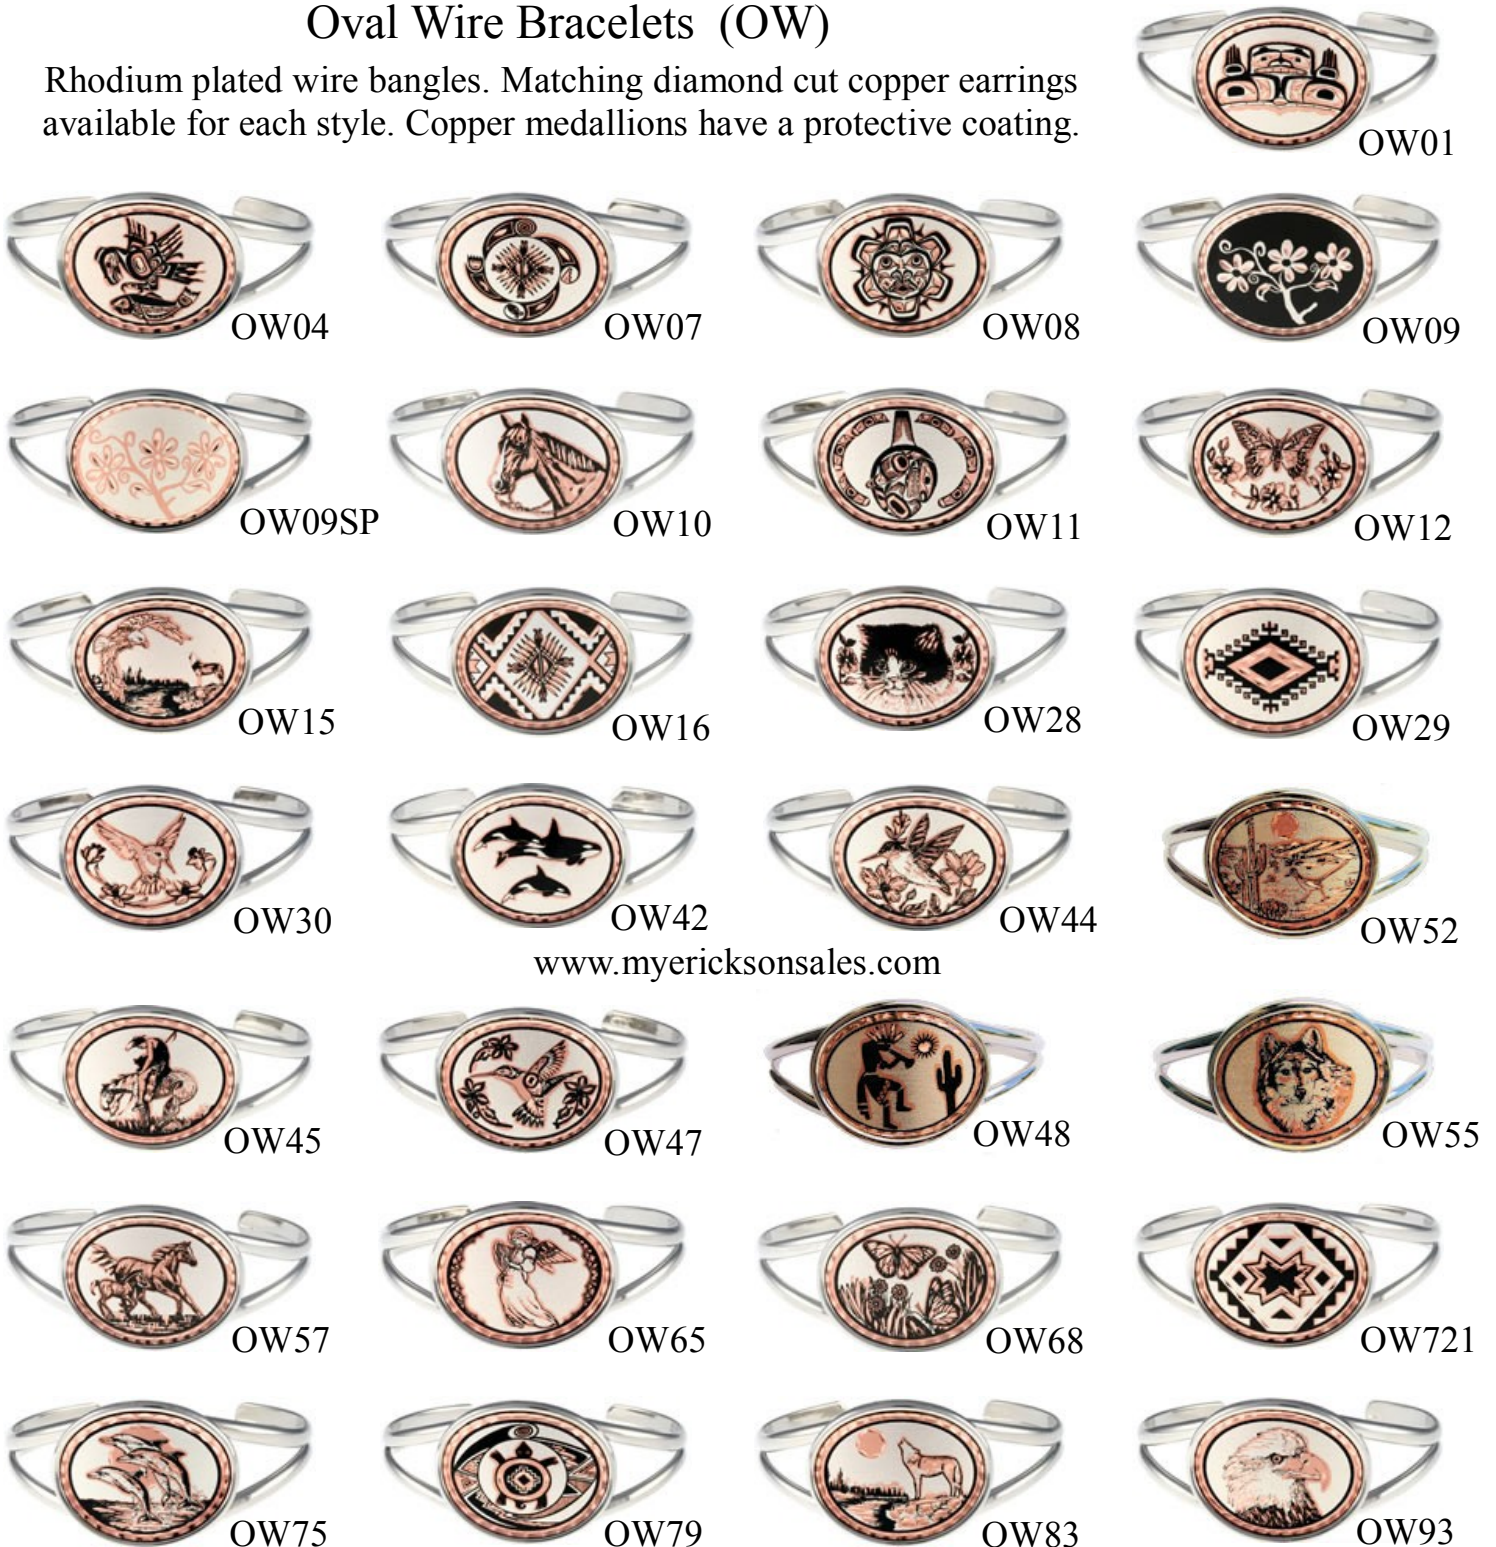 Oval Wire Bracelets (OW)
Rhodium plated wire bangles. Matching diamond cut copper earrings
available for each style. Copper medallions have a protective coating.
OW01
OW04
OW07
OW08
OW09
OW09SP
OW10
OW11
OW12
OW15
OW16
OW28
OW29
OW30
OW42
OW44
OW52
www.myericksonsales.com
OW45
OW47
OW48
OW55
OW57
OW65
OW68
OW721
OW75
OW79
OW83
OW93